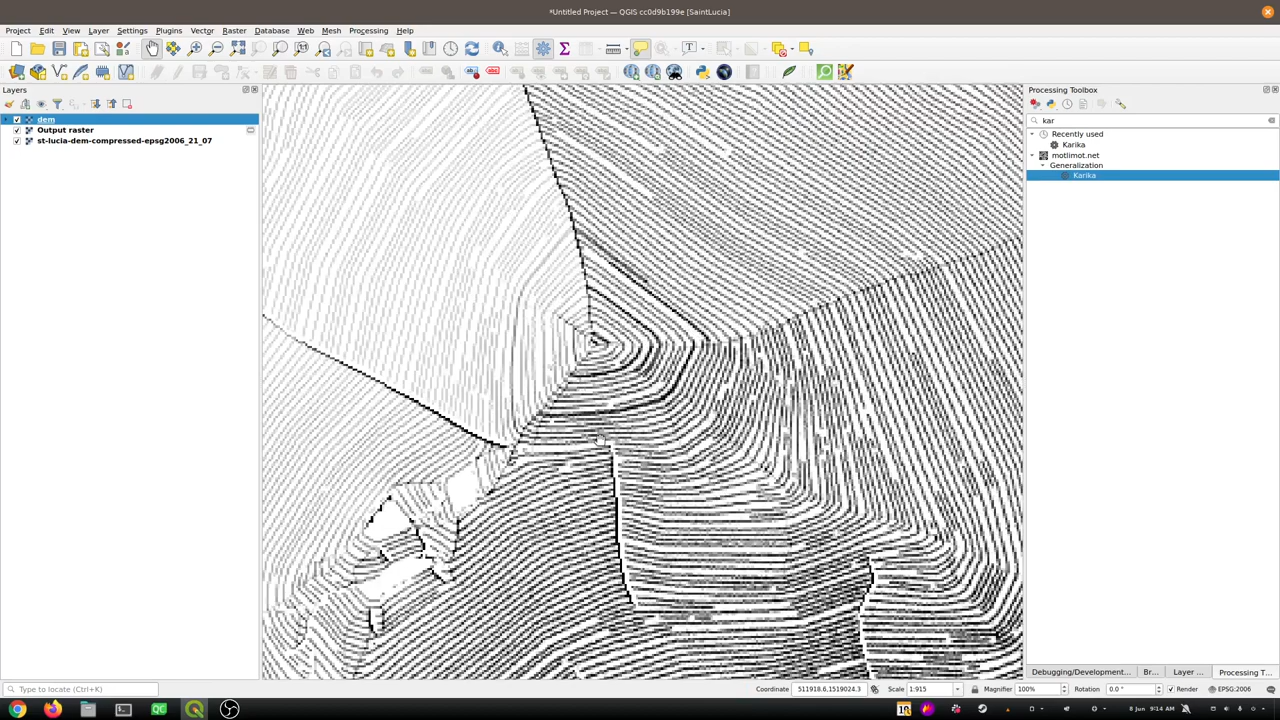 *Untitled Project — QGIS cc0d9b199e [SaintLucia]
Project Edit View Layer Settings Plugins Vector Raster Database Web Mesh Processing Help
Layers
dem
Output raster
st-lucia-dem-compressed-epsg2006_21_07
Processing Toolbox
kar
Recently used
Karika
motlimot.net
Generalization
Karika
Debugging/Development... Br... Layer ... Processing T...
Type to locate (Ctrl+K)
Coordinate 511918.6,1519024.3 Scale 1:915 Magnifier 100% Rotation 0.0 ° Render EPSG:2006
8 Jun 9:14 AM